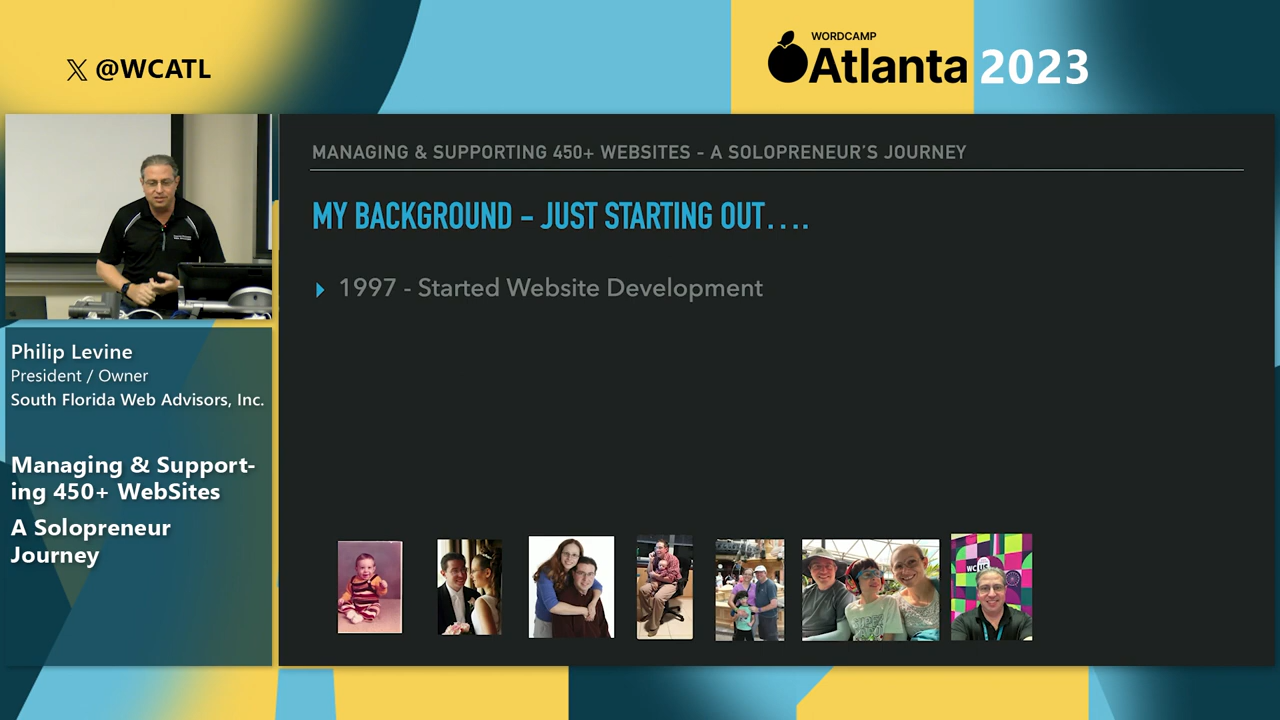 𝕏 @WCATL
WORDCAMP
Atlanta 2023
MANAGING & SUPPORTING 450+ WEBSITES - A SOLOPRENEUR'S JOURNEY
MY BACKGROUND - JUST STARTING OUT....
1997 - Started Website Development
Philip Levine
President / Owner
South Florida Web Advisors, Inc.
Managing & Support-
ing 450+ WebSites
A Solopreneur
Journey
WCUS